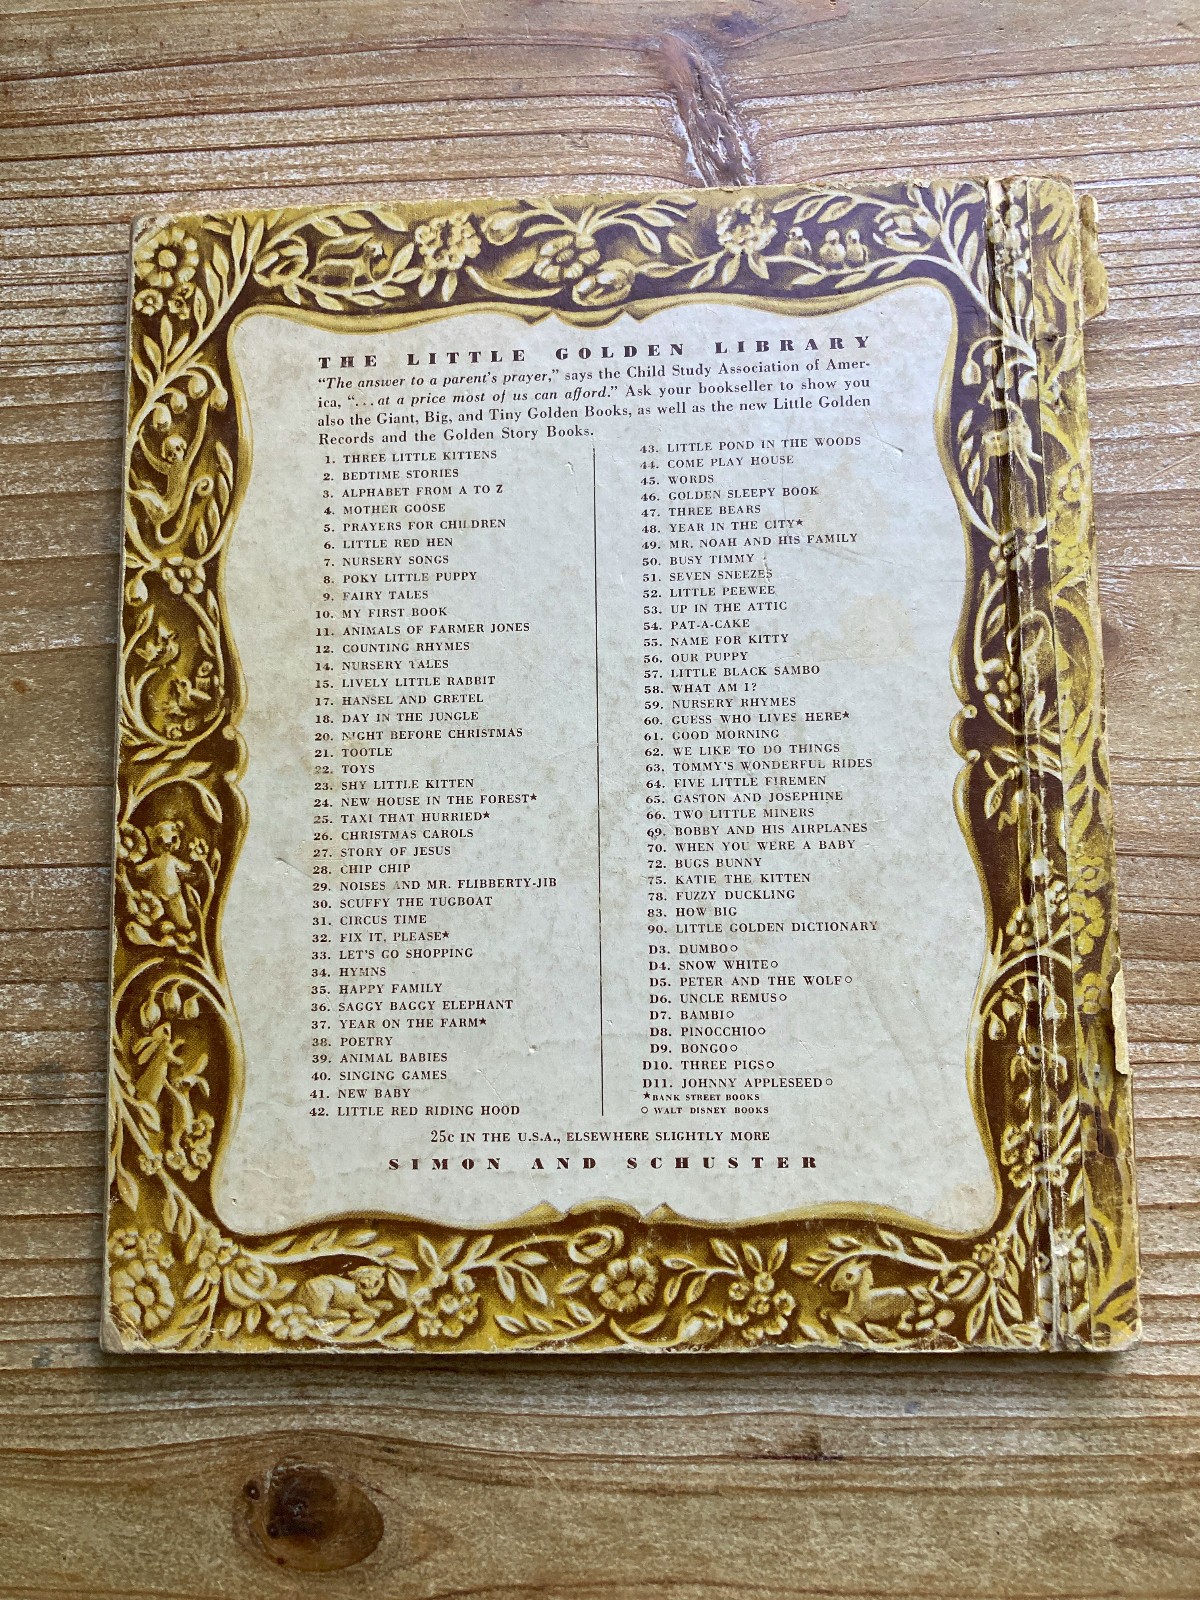 THE LITTLE GOLDEN LIBRARY
“The answer to a parent's prayer,” says the Child Study Association of Amer-
ica, “...at a price most of us can afford.” Ask your bookseller to show you
also the Giant, Big, and Tiny Golden Books, as well as the new Little Golden
Records and the Golden Story Books.
1. THREE LITTLE KITTENS
2. BEDTIME STORIES
3. ALPHABET FROM A TO Z
4. MOTHER GOOSE
5. PRAYERS FOR CHILDREN
6. LITTLE RED HEN
7. NURSERY SONGS
8. POKY LITTLE PUPPY
9. FAIRY TALES
10. MY FIRST BOOK
11. ANIMALS OF FARMER JONES
12. COUNTING RHYMES
14. NURSERY TALES
15. LIVELY LITTLE RABBIT
17. HANSEL AND GRETEL
18. DAY IN THE JUNGLE
20. NIGHT BEFORE CHRISTMAS
21. TOOTLE
22. TOYS
23. SHY LITTLE KITTEN
24. NEW HOUSE IN THE FOREST★
25. TAXI THAT HURRIED★
26. CHRISTMAS CAROLS
27. STORY OF JESUS
28. CHIP CHIP
29. NOISES AND MR. FLIBBERTY-JIB
30. SCUFFY THE TUGBOAT
31. CIRCUS TIME
32. FIX IT, PLEASE★
33. LET'S GO SHOPPING
34. HYMNS
35. HAPPY FAMILY
36. SAGGY BAGGY ELEPHANT
37. YEAR ON THE FARM★
38. POETRY
39. ANIMAL BABIES
40. SINGING GAMES
41. NEW BABY
42. LITTLE RED RIDING HOOD
43. LITTLE POND IN THE WOODS
44. COME PLAY HOUSE
45. WORDS
46. GOLDEN SLEEPY BOOK
47. THREE BEARS
48. YEAR IN THE CITY★
49. MR. NOAH AND HIS FAMILY
50. BUSY TIMMY
51. SEVEN SNEEZES
52. LITTLE PEEWEE
53. UP IN THE ATTIC
54. PAT-A-CAKE
55. NAME FOR KITTY
56. OUR PUPPY
57. LITTLE BLACK SAMBO
58. WHAT AM I?
59. NURSERY RHYMES
60. GUESS WHO LIVES HERE★
61. GOOD MORNING
62. WE LIKE TO DO THINGS
63. TOMMY'S WONDERFUL RIDES
64. FIVE LITTLE FIREMEN
65. GASTON AND JOSEPHINE
66. TWO LITTLE MINERS
69. BOBBY AND HIS AIRPLANES
70. WHEN YOU WERE A BABY
72. BUGS BUNNY
75. KATIE THE KITTEN
78. FUZZY DUCKLING
83. HOW BIG
90. LITTLE GOLDEN DICTIONARY
D3. DUMBO○
D4. SNOW WHITE○
D5. PETER AND THE WOLF○
D6. UNCLE REMUS○
D7. BAMBI○
D8. PINOCCHIO○
D9. BONGO○
D10. THREE PIGS○
D11. JOHNNY APPLESEED○
★BANK STREET BOOKS
○ WALT DISNEY BOOKS
25c IN THE U.S.A., ELSEWHERE SLIGHTLY MORE
SIMON AND SCHUSTER